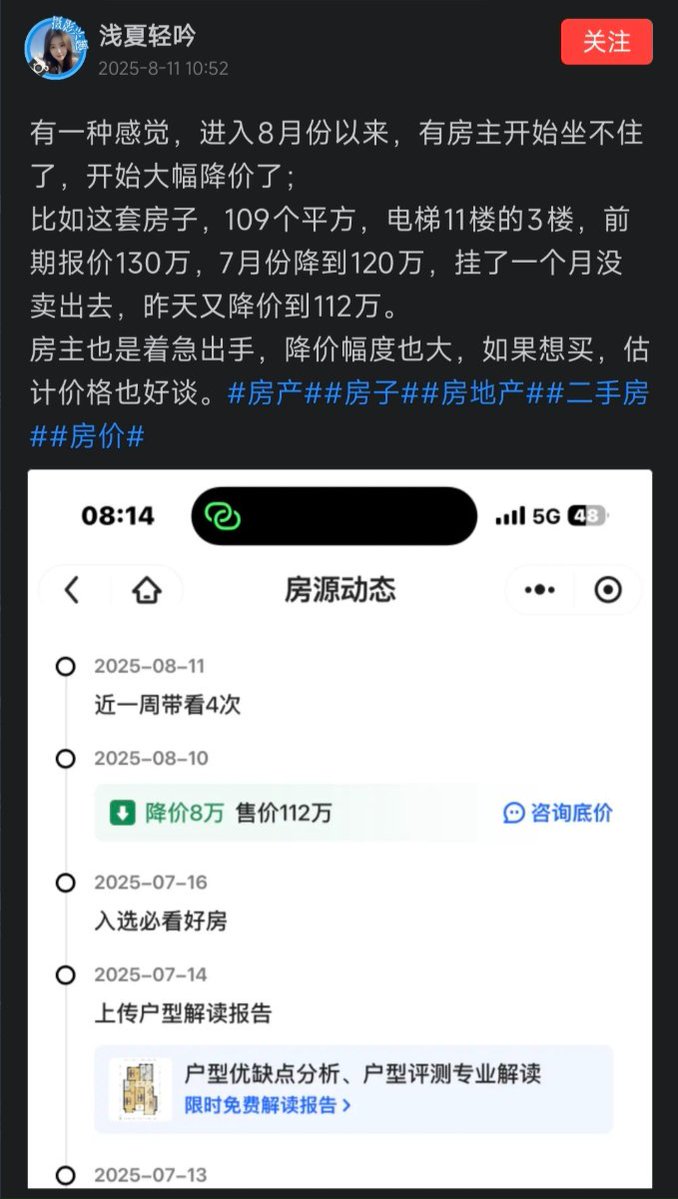 浅夏轻吟
2025-8-11 10:52
关注
有一种感觉，进入8月份以来，有房主开始坐不住
了，开始大幅降价了；
比如这套房子，109个平方，电梯11楼的3楼，前
期报价130万，7月份降到120万，挂了一个月没
卖出去，昨天又降价到112万。
房主也是着急出手，降价幅度也大，如果想买，估
计价格也好谈。#房产##房子##房地产##二手房
##房价#
08:14
5G 48
房源动态
2025-08-11
近一周带看4次
2025-08-10
降价8万 售价112万
咨询底价
2025-07-16
入选必看好房
2025-07-14
上传户型解读报告
户型优缺点分析、户型评测专业解读
限时免费解读报告
2025-07-13